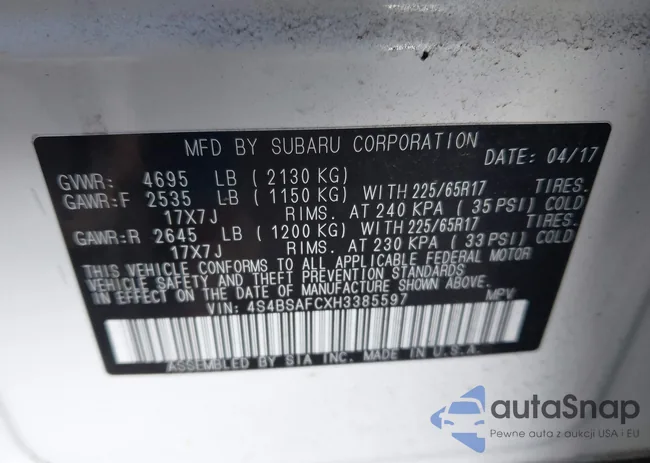 MFD BY SUBARU CORPORATION DATE: 04/17
GVWR: 4695 LB (2130 KG)
GAWR:F 2535 LB (1150 KG) WITH 225/65R17 TIRES.
17X7J RIMS. AT 240 KPA (35 PSI) COLD
GAWR:R 2645 LB (1200 KG) WITH 225/65R17 TIRES.
17X7J RIMS. AT 230 KPA (33 PSI) COLD
THIS VEHICLE CONFORMS TO ALL APPLICABLE FEDERAL MOTOR
VEHICLE SAFETY AND THEFT PREVENTION STANDARDS
IN EFFECT ON THE DATE OF MANUFACTURE SHOWN ABOVE.
VIN: 4S4BSAFCXH3385597 MPV
ASSEMBLED BY SIA INC. MADE IN U.S.A.
autaSnap
Pewne auta z aukcji USA i EU